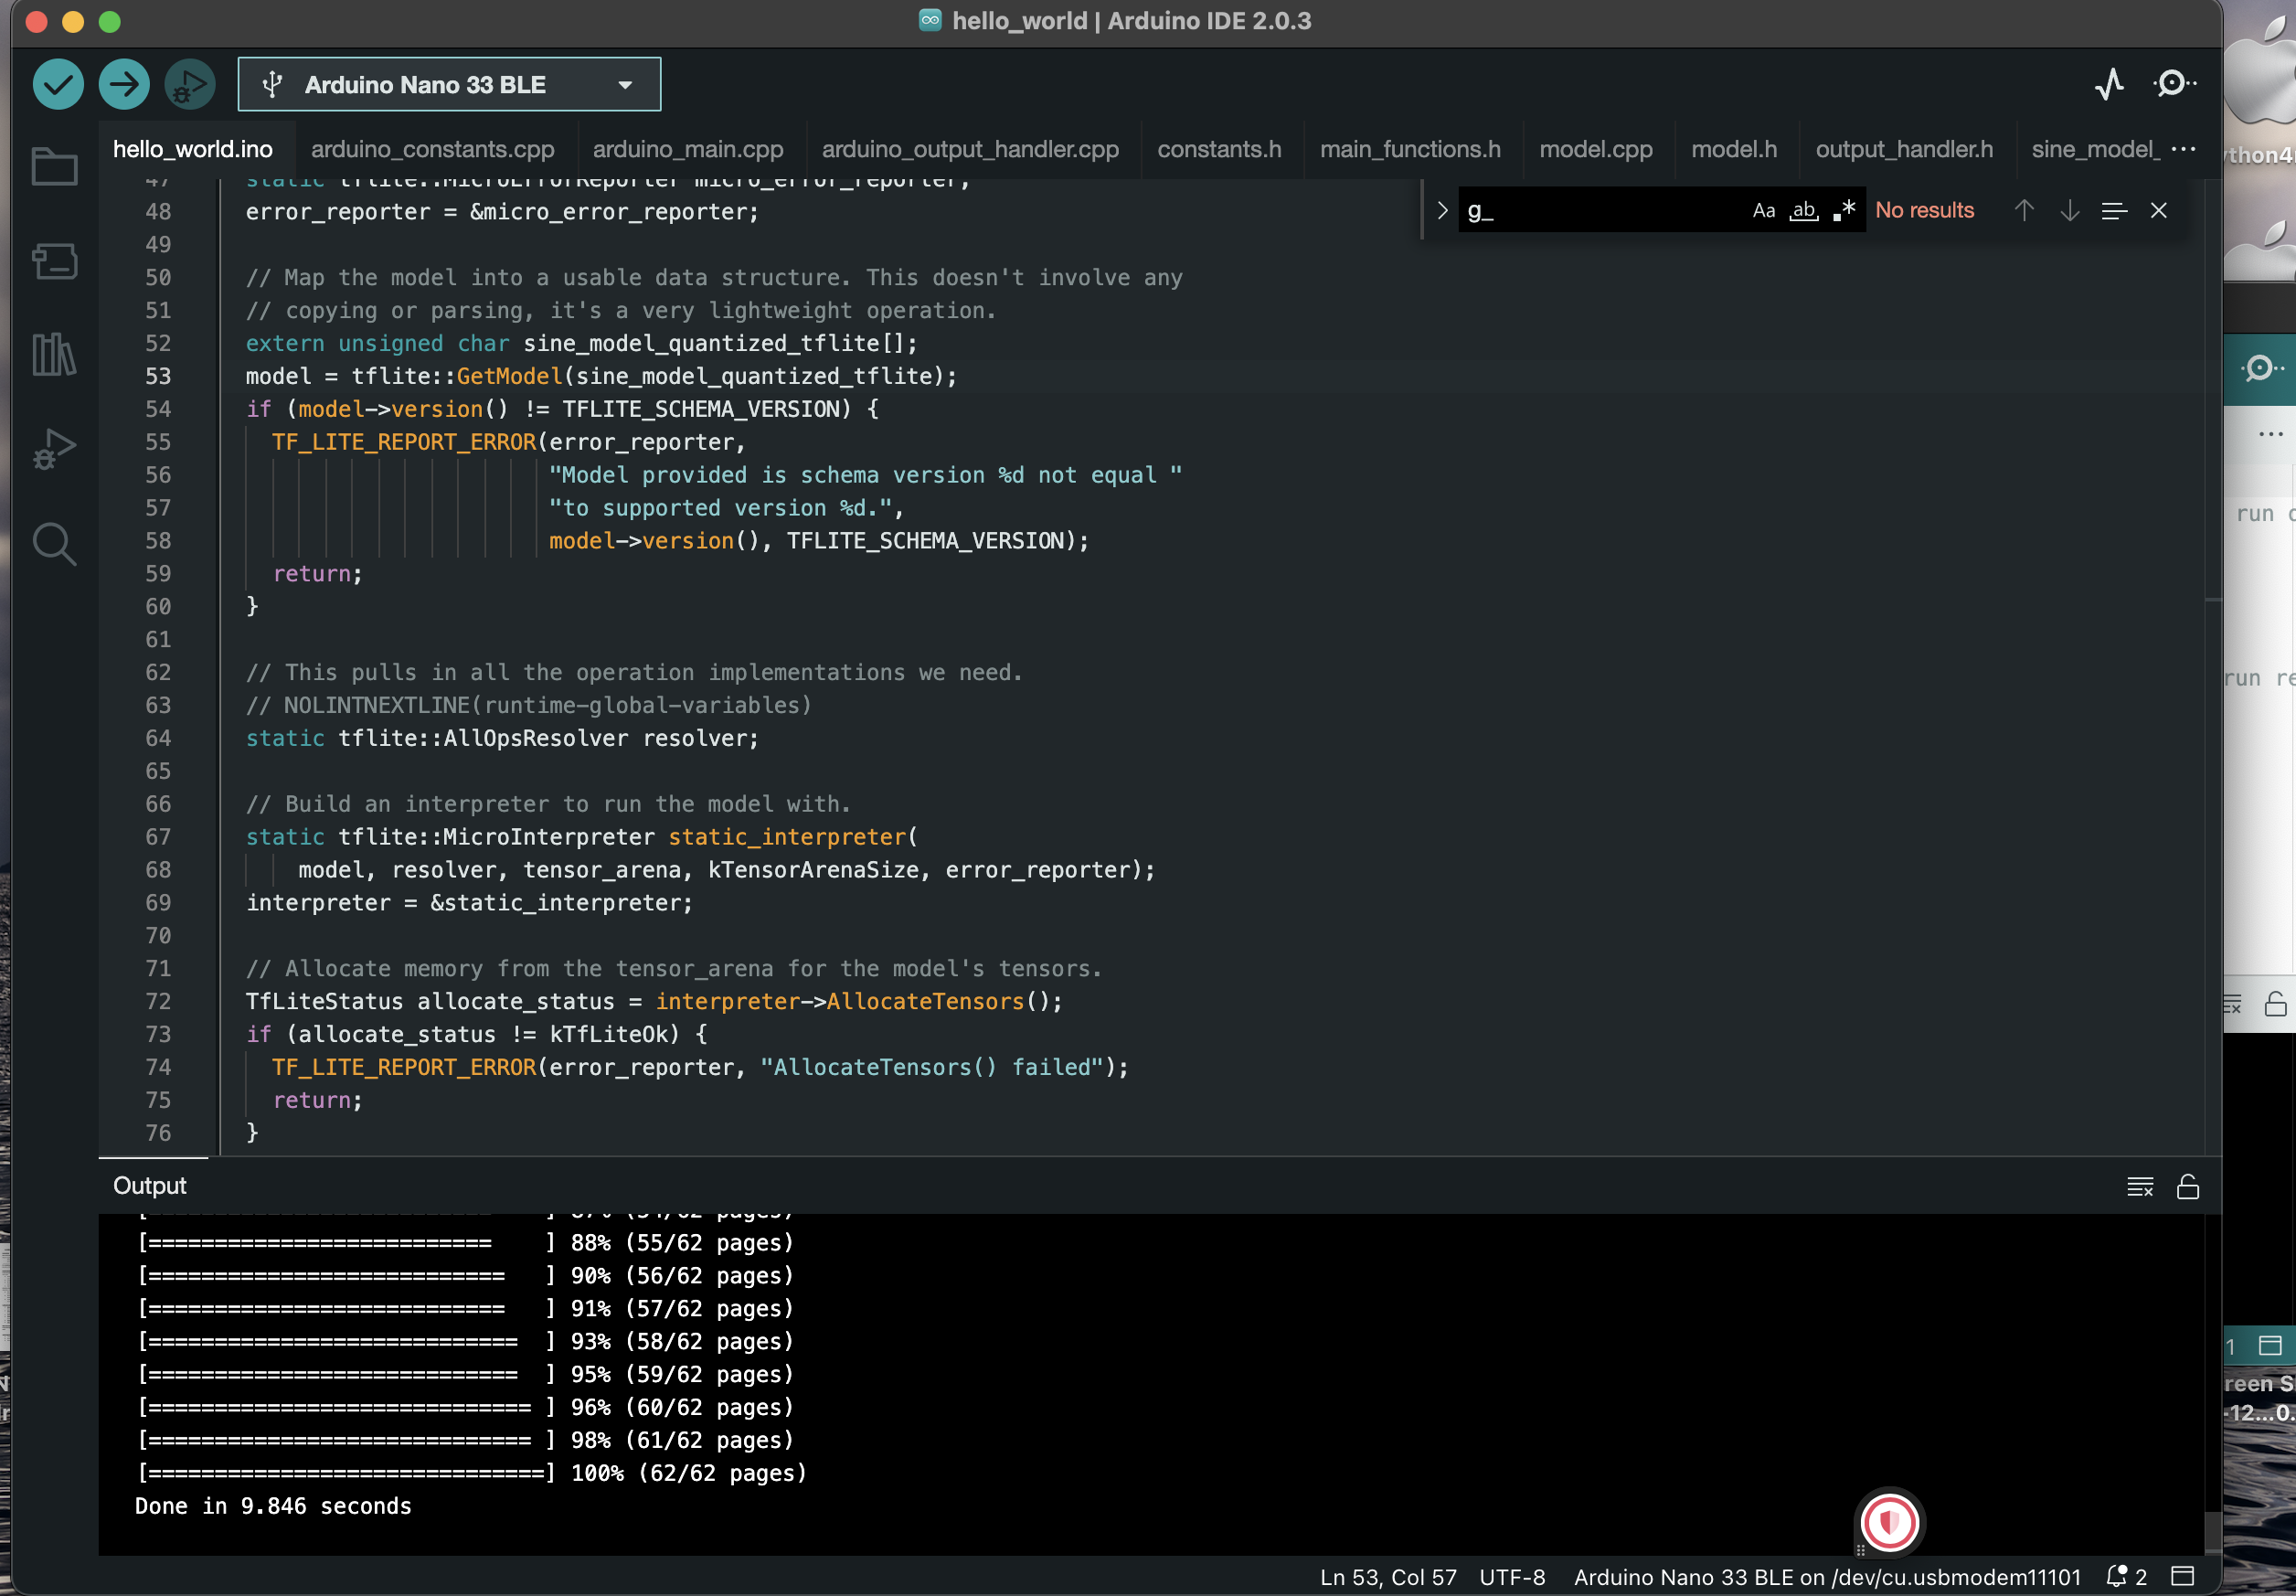 hello_world | Arduino IDE 2.0.3
Arduino Nano 33 BLE
hello_world.ino arduino_constants.cpp arduino_main.cpp arduino_output_handler.cpp constants.h main_functions.h model.cpp model.h output_handler.h sine_model_ ...
g_ Aa ab .* No results
47 static tflite::MicroErrorReporter micro_error_reporter;
48 error_reporter = &micro_error_reporter;
49
50 // Map the model into a usable data structure. This doesn't involve any
51 // copying or parsing, it's a very lightweight operation.
52 extern unsigned char sine_model_quantized_tflite[];
53 model = tflite::GetModel(sine_model_quantized_tflite);
54 if (model->version() != TFLITE_SCHEMA_VERSION) {
55 TF_LITE_REPORT_ERROR(error_reporter,
56 "Model provided is schema version %d not equal "
57 "to supported version %d.",
58 model->version(), TFLITE_SCHEMA_VERSION);
59 return;
60 }
61
62 // This pulls in all the operation implementations we need.
63 // NOLINTNEXTLINE(runtime-global-variables)
64 static tflite::AllOpsResolver resolver;
65
66 // Build an interpreter to run the model with.
67 static tflite::MicroInterpreter static_interpreter(
68 model, resolver, tensor_arena, kTensorArenaSize, error_reporter);
69 interpreter = &static_interpreter;
70
71 // Allocate memory from the tensor_arena for the model's tensors.
72 TfLiteStatus allocate_status = interpreter->AllocateTensors();
73 if (allocate_status != kTfLiteOk) {
74 TF_LITE_REPORT_ERROR(error_reporter, "AllocateTensors() failed");
75 return;
76 }
Output
[==========================    ] 87% (54/62 pages)
[==========================    ] 88% (55/62 pages)
[===========================   ] 90% (56/62 pages)
[===========================   ] 91% (57/62 pages)
[============================  ] 93% (58/62 pages)
[============================  ] 95% (59/62 pages)
[============================= ] 96% (60/62 pages)
[============================= ] 98% (61/62 pages)
[==============================] 100% (62/62 pages)
Done in 9.846 seconds
Ln 53, Col 57 UTF-8 Arduino Nano 33 BLE on /dev/cu.usbmodem11101 2
ython4
run
run re
1
reen S
-12...0.